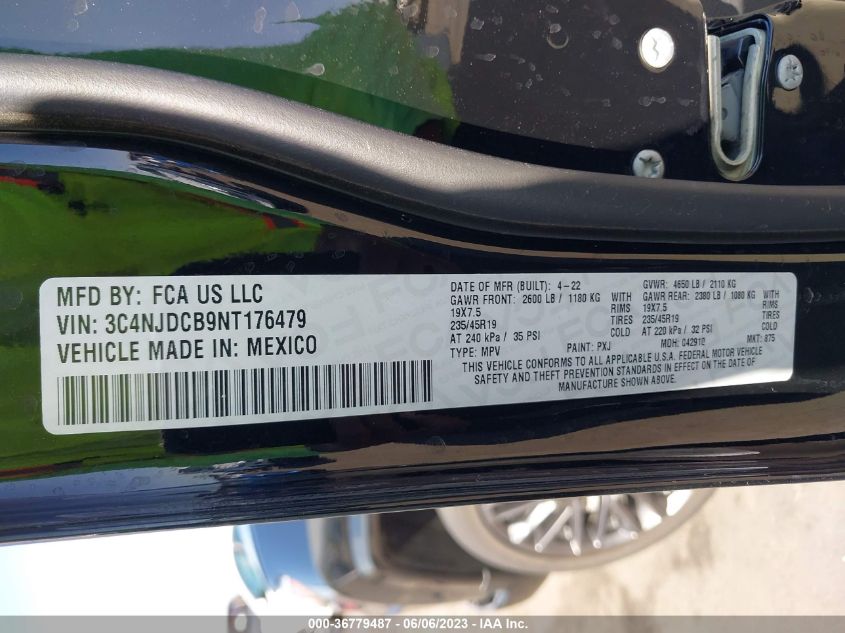 MFD BY: FCA US LLC
VIN: 3C4NJDCB9NT176479
VEHICLE MADE IN: MEXICO
DATE OF MFR (BUILT): 4-22 GVWR: 4650 LB / 2110 KG
GAWR FRONT: 2600 LB / 1180 KG WITH GAWR REAR: 2380 LB / 1080 KG WITH
19X7.5 RIMS 19X7.5 RIMS
235/45R19 235/45R19
AT 240 kPa / 35 PSI COLD AT 220 kPa / 32 PSI COLD
TYPE: MPV PAINT: PXJ MDH: 042910 MKT: 875
THIS VEHICLE CONFORMS TO ALL APPLICABLE U.S.A. FEDERAL MOTOR VEHICLE
SAFETY AND THEFT PREVENTION STANDARDS IN EFFECT ON THE DATE OF
MANUFACTURE SHOWN ABOVE.
000-36779487 - 06/06/2023 - IAA Inc.